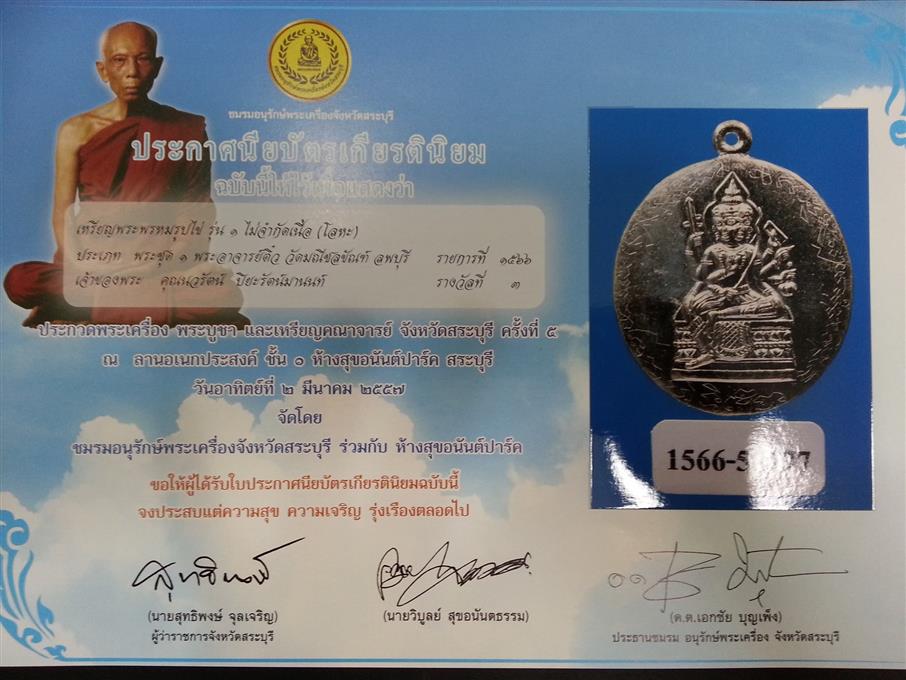 ชมรมอนุรักษ์พระเครื่องจังหวัดสระบุรี
ประกาศนียบัตรเกียรตินิยม
ฉบับนี้ให้ไว้เพื่อแสดงว่า
เหรียญพระพรหมรูปไข่ รุ่น ๑ ไม่จำกัดเนื้อ (โลหะ)
ประเภท พระชุด ๑ พระอาจารย์ติ๋ว วัดมณีชลขัณฑ์ ลพบุรี รายการที่ ๑๕๖๖
เจ้าของพระ คุณนวรัตน์ ปิยะรัตน์มานนท์ รางวัลที่ ๓
ประกวดพระเครื่อง พระบูชา และเหรียญคณาจารย์ จังหวัดสระบุรี ครั้งที่ ๕
ณ ลานอเนกประสงค์ ชั้น ๑ ห้างสุขอนันต์ปาร์ค สระบุรี
วันอาทิตย์ที่ ๒ มีนาคม ๒๕๕๗
จัดโดย
ชมรมอนุรักษ์พระเครื่องจังหวัดสระบุรี ร่วมกับ ห้างสุขอนันต์ปาร์ค
ขอให้ผู้ได้รับใบประกาศนียบัตรเกียรตินิยมฉบับนี้
จงประสบแต่ความสุข ความเจริญ รุ่งเรืองตลอดไป
(นายสุทธิพงษ์ จุลเจริญ)
ผู้ว่าราชการจังหวัดสระบุรี
(นายวิบูลย์ สุขอนันตธรรม)
(ด.ต.เอกชัย บุญเพ็ง)
ประธานชมรม อนุรักษ์พระเครื่อง จังหวัดสระบุรี